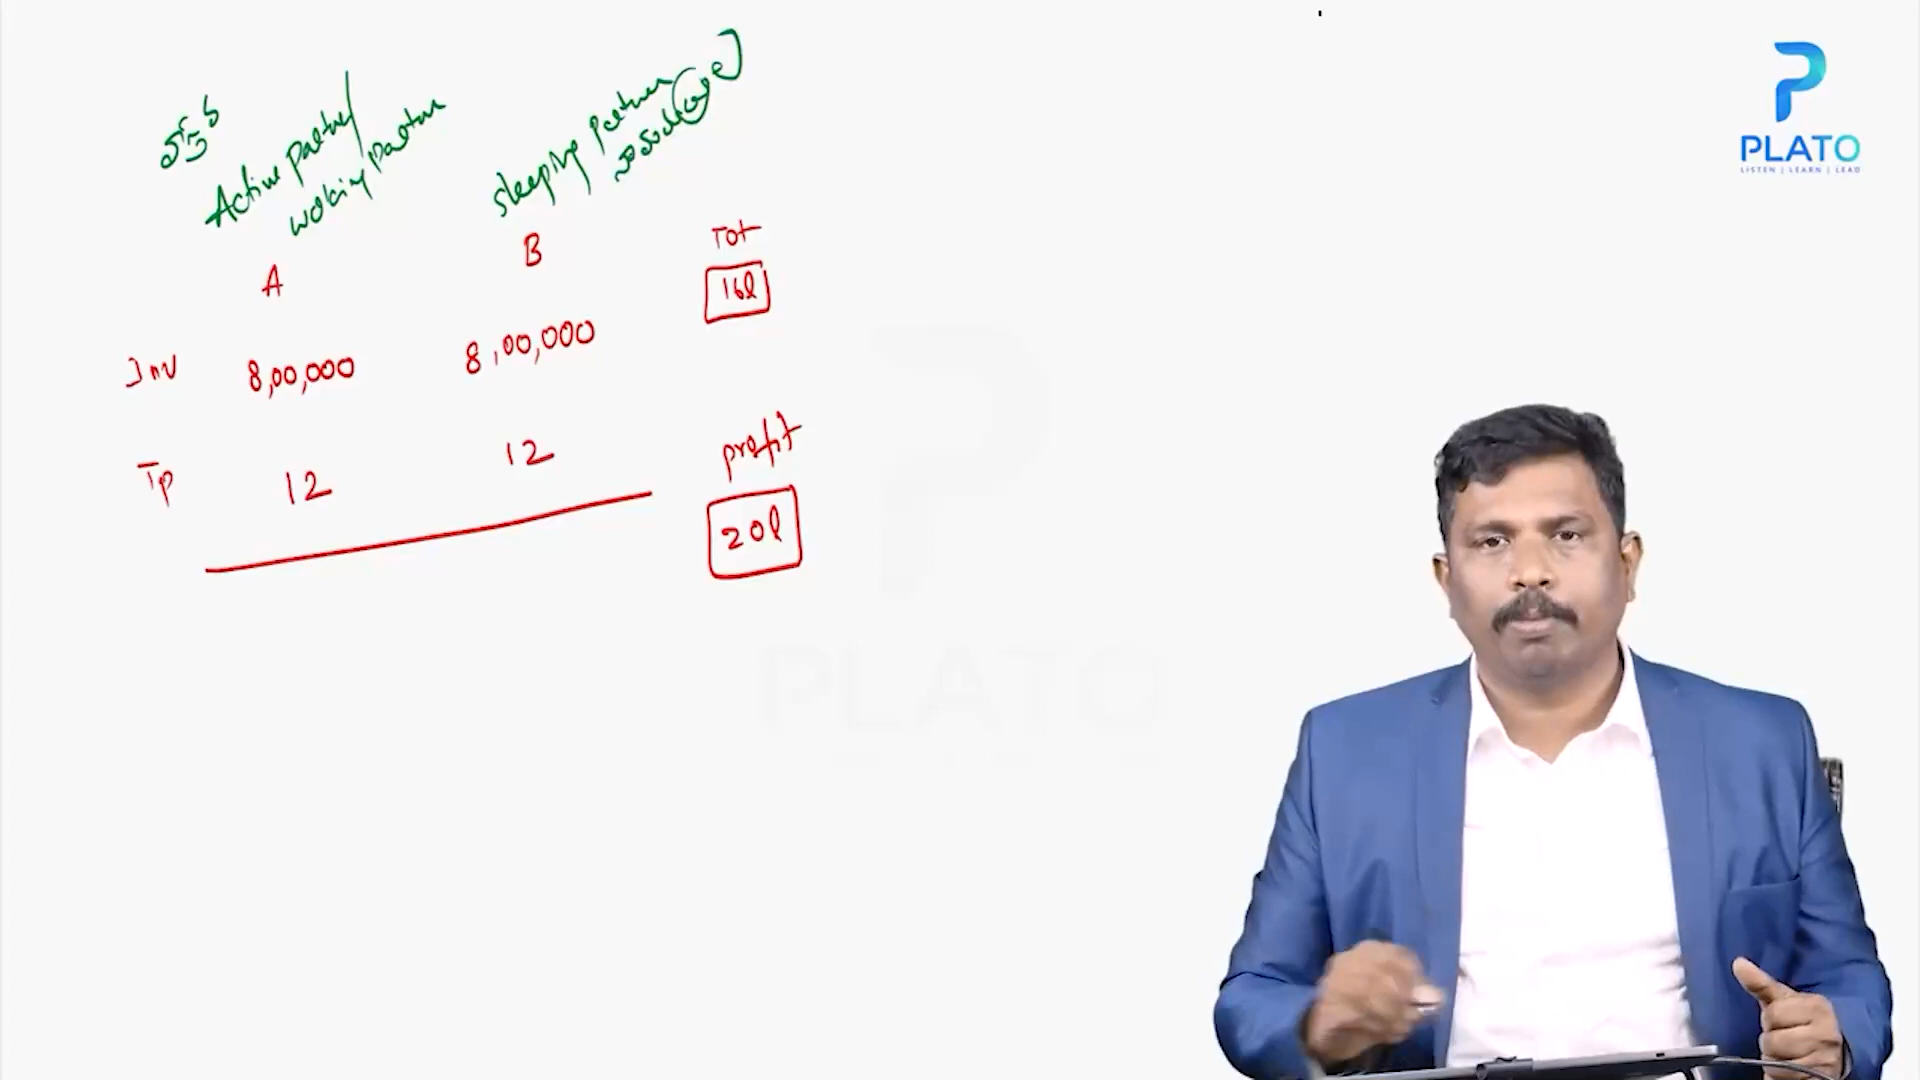 Active partner/
working partner
sleeping partner
A
B
Tot
16l
Inv
8,00,000
8,00,000
Tp
12
12
profit
20l
PLATO
LISTEN | LEARN | LEAD
PLATO